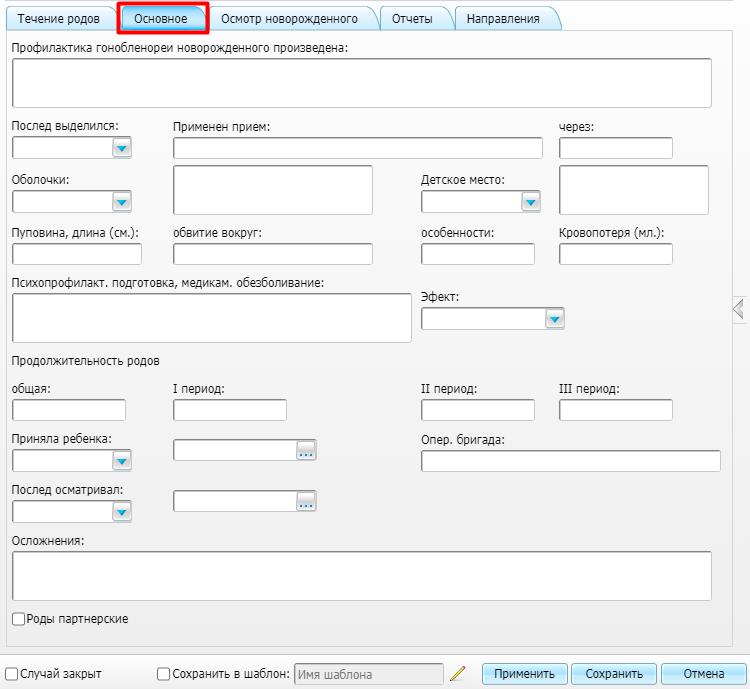 Течение родов Основное Осмотр новорожденного Отчеты Направления
Профилактика гонобленореи новорожденного произведена:
Послед выделился: Применен прием: через:
Оболочки: Детское место:
Пуповина, длина (см.): обвитие вокруг: особенности: Кровопотеря (мл.):
Психопрофилакт. подготовка, медикам. обезболивание: Эфект:
Продолжительность родов
общая: I период: II период: III период:
Приняла ребенка: ... Опер. бригада:
Послед осматривал: ...
Осложнения:
Роды партнерские
Случай закрыт Сохранить в шаблон: Имя шаблона Применить Сохранить Отмена